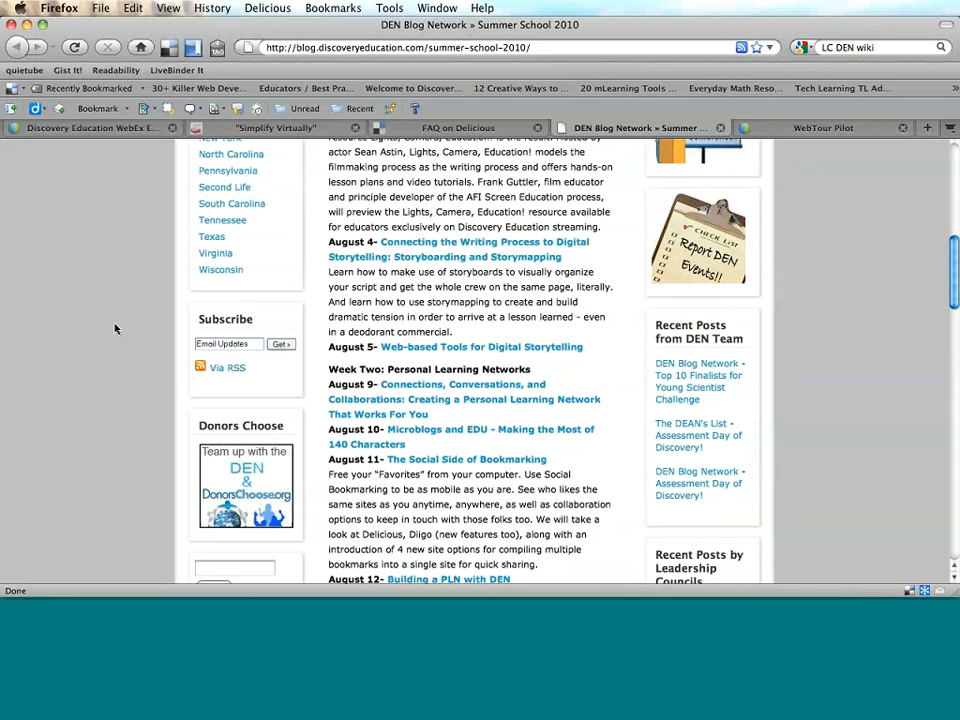 Firefox File Edit View History Delicious Bookmarks Tools Window Help
DEN Blog Network » Summer School 2010
http://blog.discoveryeducation.com/summer-school-2010/
LC DEN wiki
TAG
quietube Gist It! Readability LiveBinder It
Recently Bookmarked 30+ Killer Web Deve... Educators / Best Pra... Welcome to Discover... 12 Creative Ways to ... 20 mLearning Tools ... Everyday Math Reso... Tech Learning TL Ad... »
Bookmark Unread Recent
Discovery Education WebEx E... "Simplify Virtually" FAQ on Delicious DEN Blog Network » Summer ... WebTour Pilot
North Carolina
Pennsylvania
Second Life
South Carolina
Tennessee
Texas
Virginia
Wisconsin
Subscribe
Email Updates Get »
Via RSS
Donors Choose
Team up with the
DEN
&
DonorsChoose.org
actor Sean Astin, Lights, Camera, Education! models the
filmmaking process as the writing process and offers hands-on
lesson plans and video tutorials. Frank Guttler, film educator
and principle developer of the AFI Screen Education process,
will preview the Lights, Camera, Education! resource available
for educators exclusively on Discovery Education streaming.
August 4- Connecting the Writing Process to Digital
Storytelling: Storyboarding and Storymapping
Learn how to make use of storyboards to visually organize
your script and get the whole crew on the same page, literally.
And learn how to use storymapping to create and build
dramatic tension in order to arrive at a lesson learned - even
in a deodorant commercial.
August 5- Web-based Tools for Digital Storytelling
Week Two: Personal Learning Networks
August 9- Connections, Conversations, and
Collaborations: Creating a Personal Learning Network
That Works For You
August 10- Microblogs and EDU - Making the Most of
140 Characters
August 11- The Social Side of Bookmarking
Free your "Favorites" from your computer. Use Social
Bookmarking to be as mobile as you are. See who likes the
same sites as you anytime, anywhere, as well as collaboration
options to keep in touch with those folks too. We will take a
look at Delicious, Diigo (new features too), along with an
introduction of 4 new site options for compiling multiple
bookmarks into a single site for quick sharing.
August 12- Building a PLN with DEN
CHECK LIST
Report DEN
Events!!
Recent Posts
from DEN Team
DEN Blog Network -
Top 10 Finalists for
Young Scientist
Challenge
The DEAN's List -
Assessment Day of
Discovery!
DEN Blog Network -
Assessment Day of
Discovery!
Recent Posts by
Leadership
Councils
Done